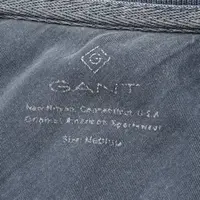 GANT
New Haven, Connecticut, U.S.A
Original American Sportswear
Size: Medium